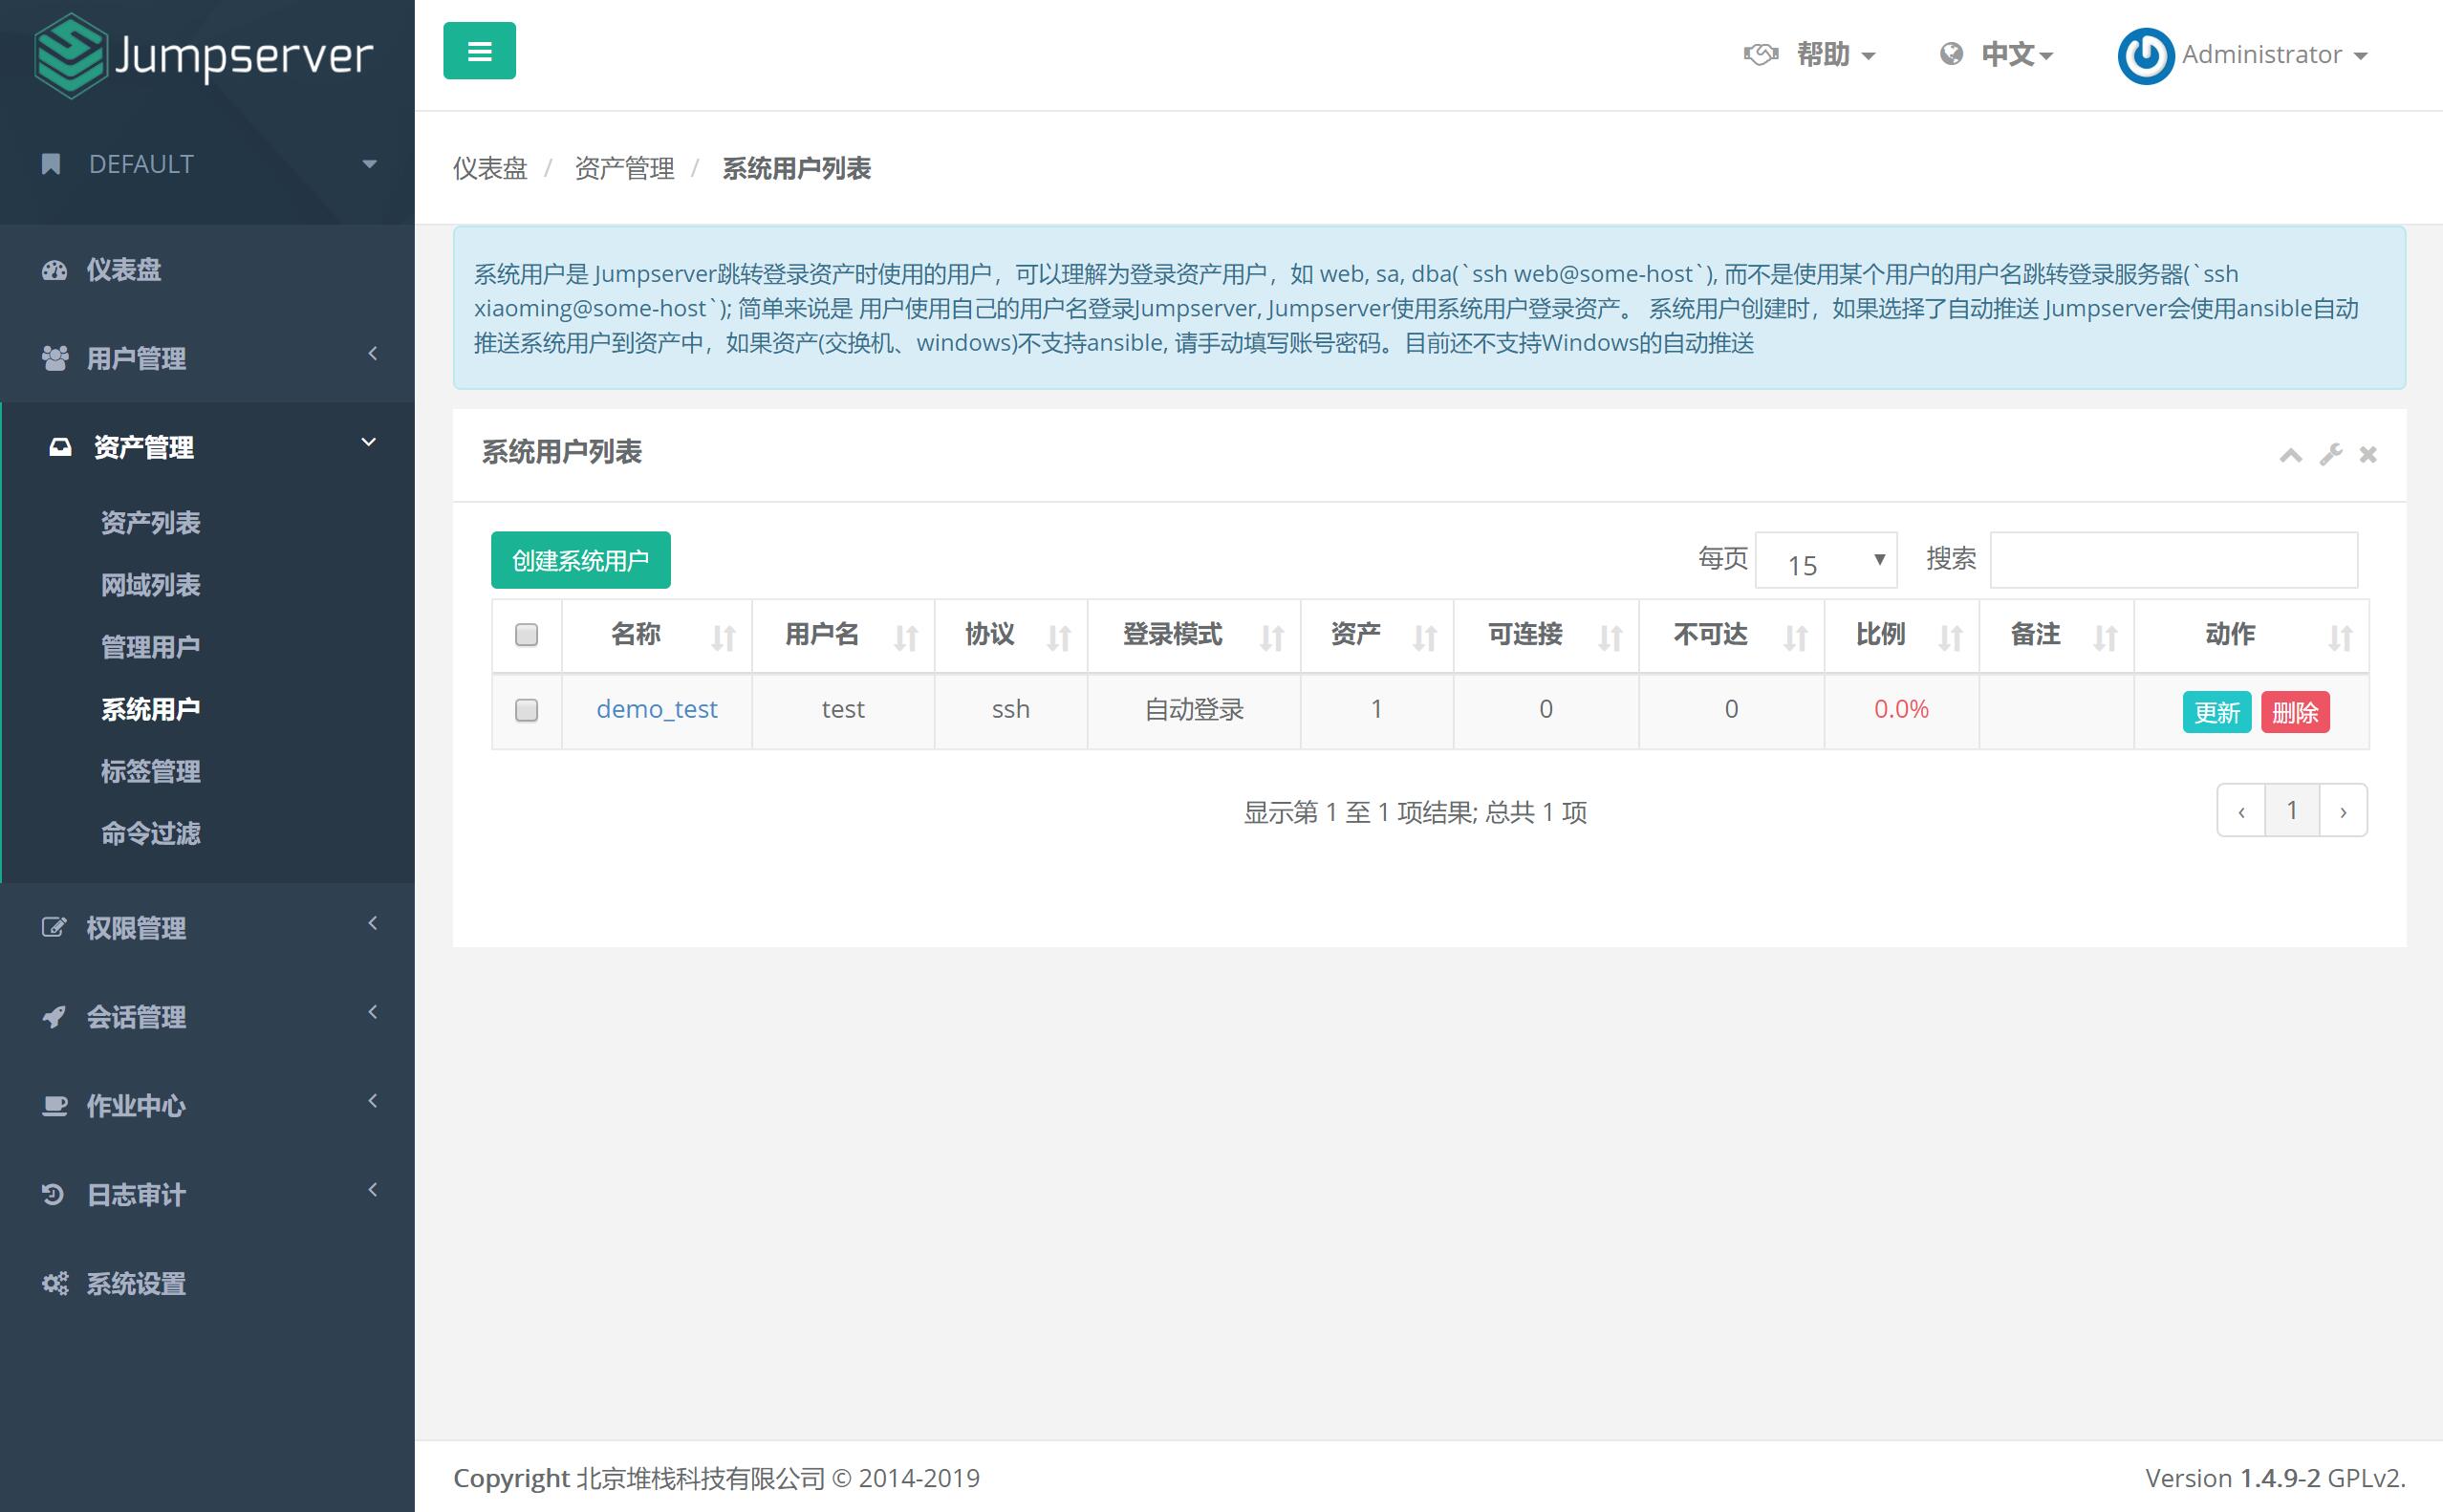 Jumpserver
帮助
中文
Administrator
DEFAULT
仪表盘 / 资产管理 / 系统用户列表
仪表盘
用户管理
资产管理
资产列表
网域列表
管理用户
系统用户
标签管理
命令过滤
权限管理
会话管理
作业中心
日志审计
系统设置
系统用户是 Jumpserver跳转登录资产时使用的用户，可以理解为登录资产用户，如 web, sa, dba(`ssh web@some-host`), 而不是使用某个用户的用户名跳转登录服务器(`ssh
xiaoming@some-host`); 简单来说是 用户使用自己的用户名登录Jumpserver, Jumpserver使用系统用户登录资产。 系统用户创建时，如果选择了自动推送 Jumpserver会使用ansible自动
推送系统用户到资产中，如果资产(交换机、windows)不支持ansible, 请手动填写账号密码。目前还不支持Windows的自动推送
系统用户列表
创建系统用户
每页 15 搜索
名称 用户名 协议 登录模式 资产 可连接 不可达 比例 备注 动作
demo_test test ssh 自动登录 1 0 0 0.0% 更新 删除
显示第 1 至 1 项结果; 总共 1 项
‹ 1 ›
Copyright 北京堆栈科技有限公司 © 2014-2019
Version 1.4.9-2 GPLv2.